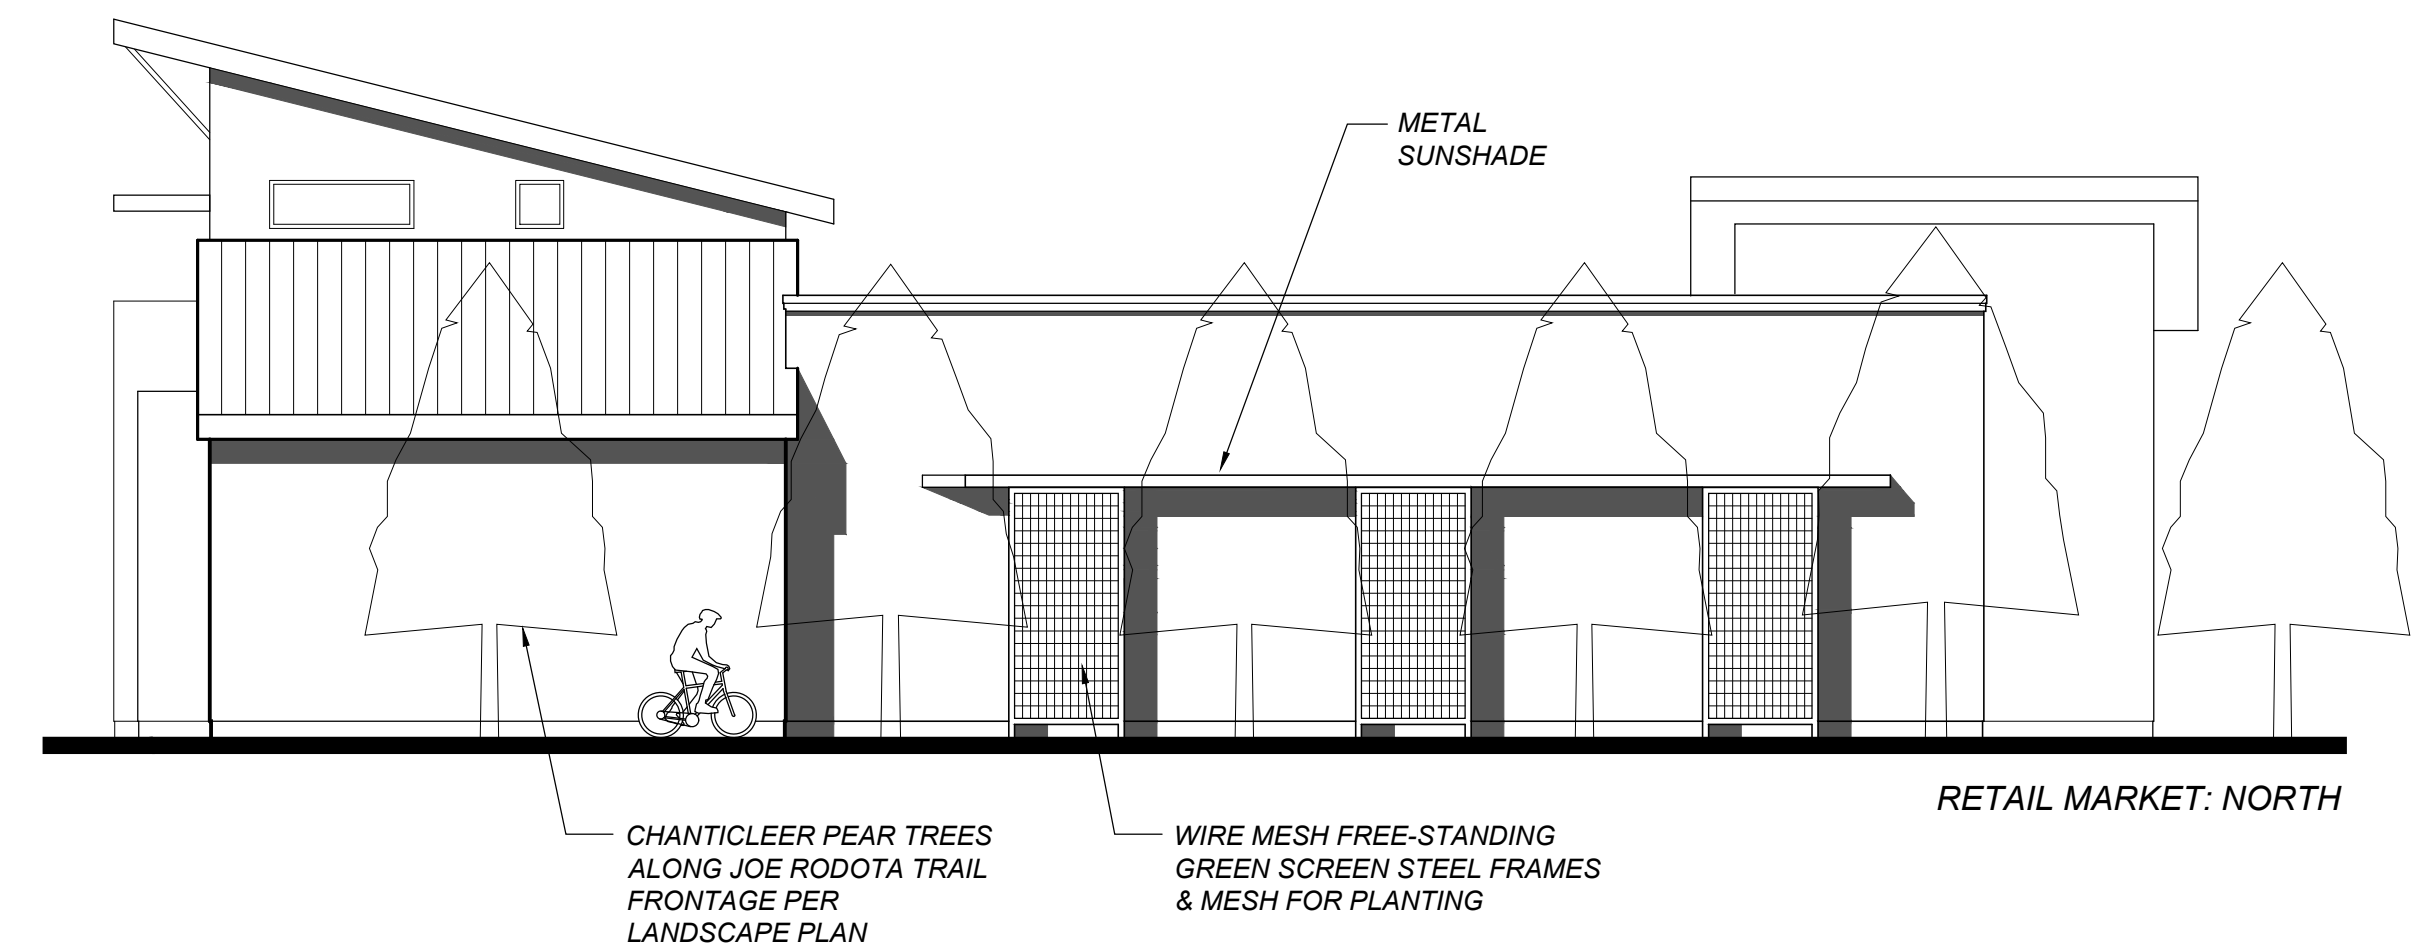 METAL
SUNSHADE
RETAIL MARKET: NORTH
CHANTICLEER PEAR TREES
ALONG JOE RODOTA TRAIL
FRONTAGE PER
LANDSCAPE PLAN
WIRE MESH FREE-STANDING
GREEN SCREEN STEEL FRAMES
& MESH FOR PLANTING